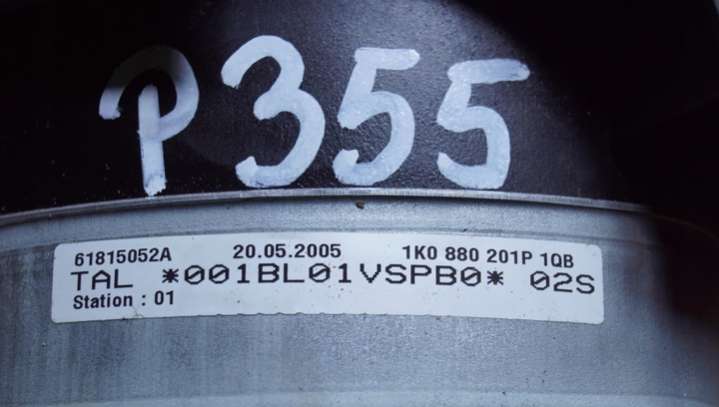 P355
61815052A 20.05.2005 1K0 880 201P 1QB
TAL *001BL01VSPB0* 02S
Station : 01